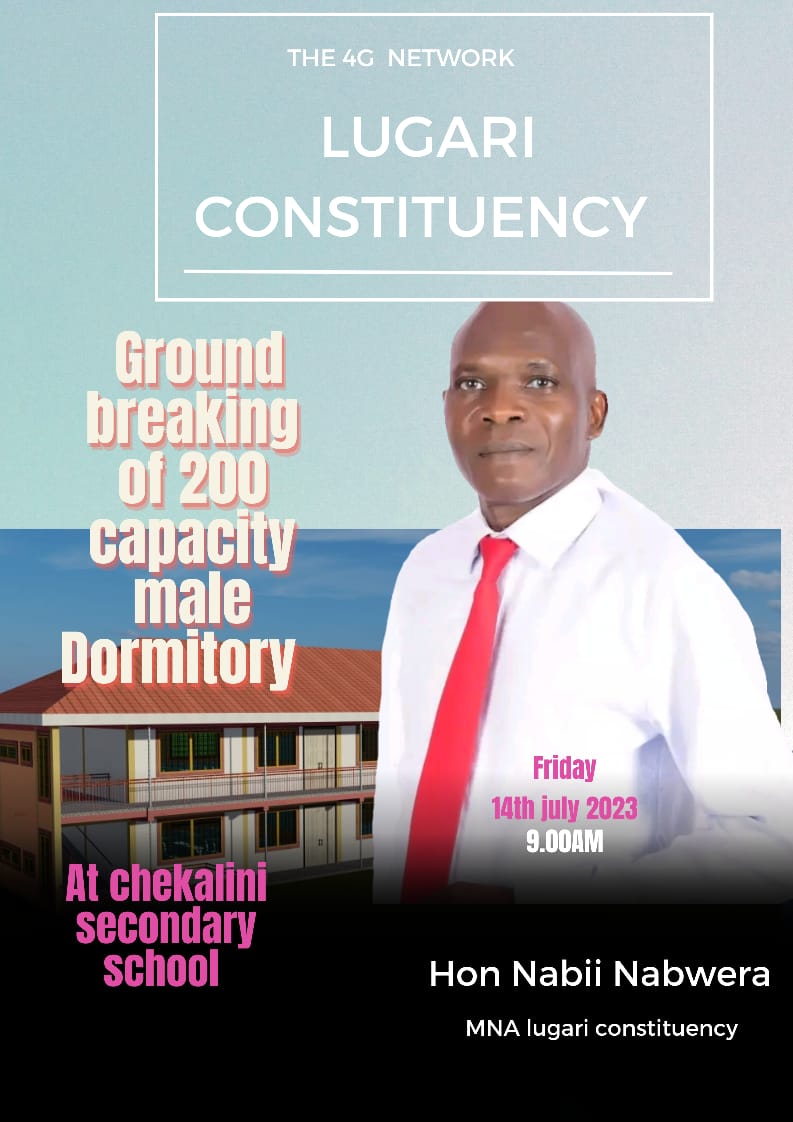 THE 4G NETWORK
LUGARI
CONSTITUENCY
Ground
breaking
of 200
capacity
male
Dormitory
Friday
14th july 2023
9.00AM
At chekalini
secondary
school
Hon Nabii Nabwera
MNA lugari constituency